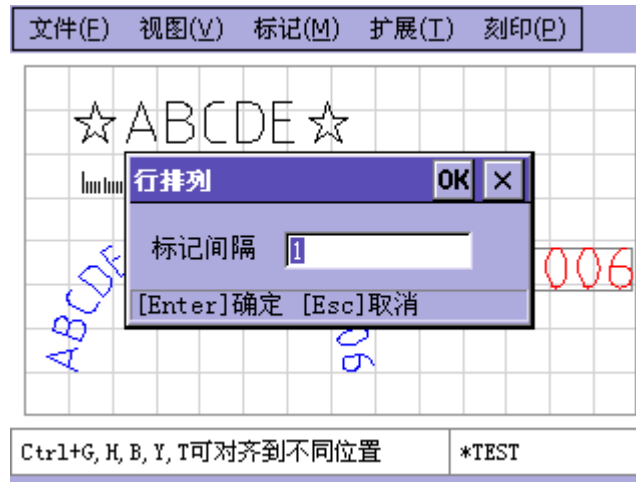 文件(F) 视图(V) 标记(M) 扩展(T) 刻印(P)
☆ABCDE☆
行排列 OK ×
标记间隔 1
006
[Enter]确定 [Esc]取消
ABCDE
Ctrl+G, H, B, Y, T可对齐到不同位置 *TEST